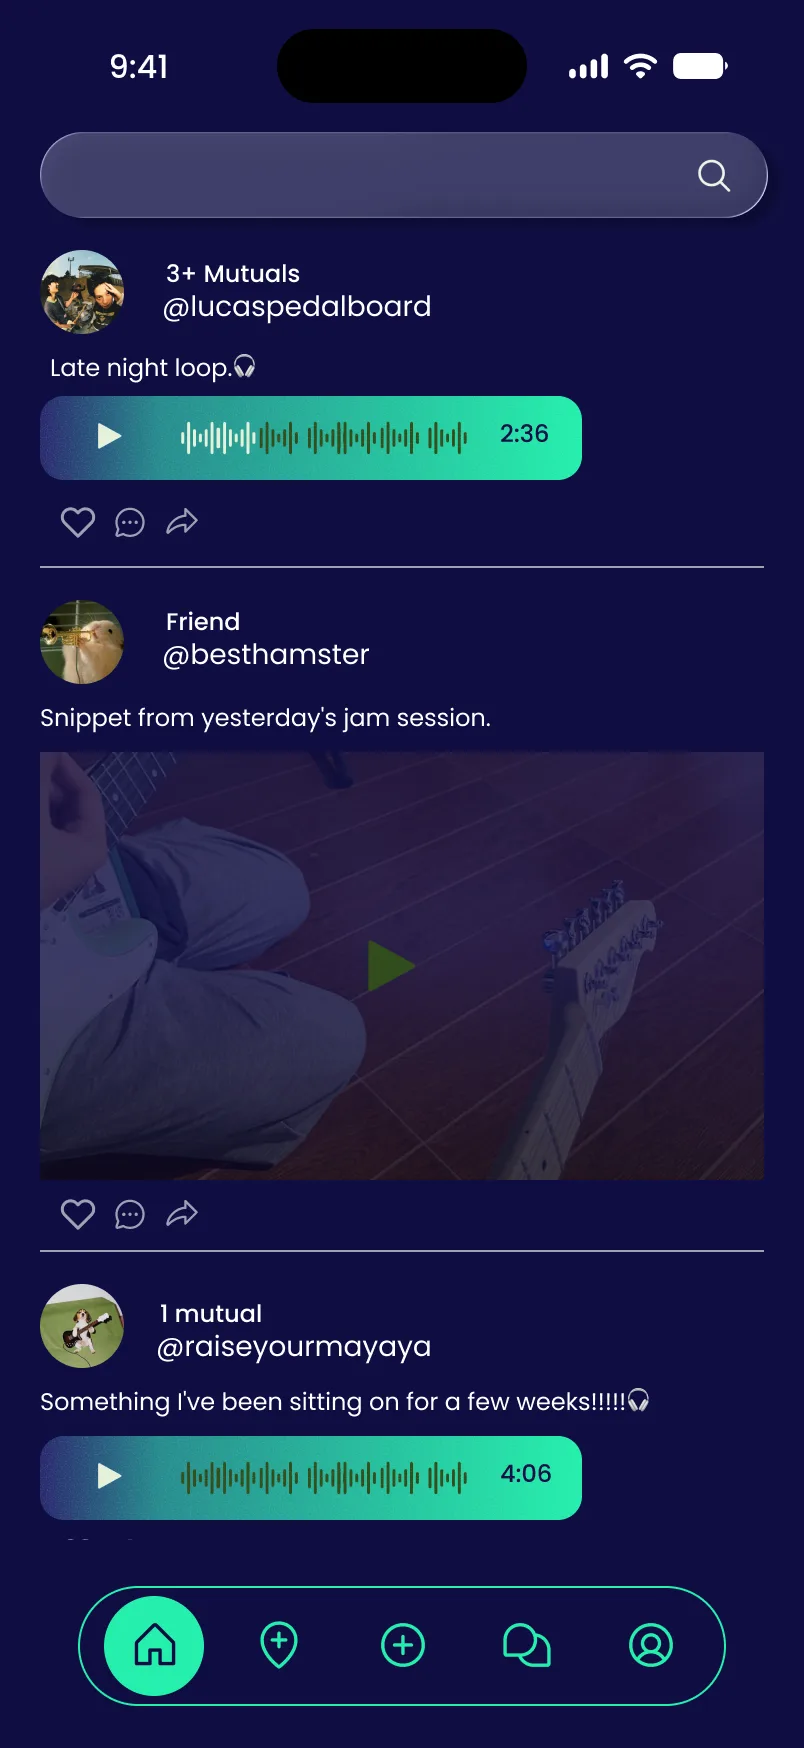 9:41
3+ Mutuals
@lucaspedalboard
Late night loop.🎧
2:36
Friend
@besthamster
Snippet from yesterday's jam session.
1 mutual
@raiseyourmayaya
Something I've been sitting on for a few weeks!!!!!🎧
4:06